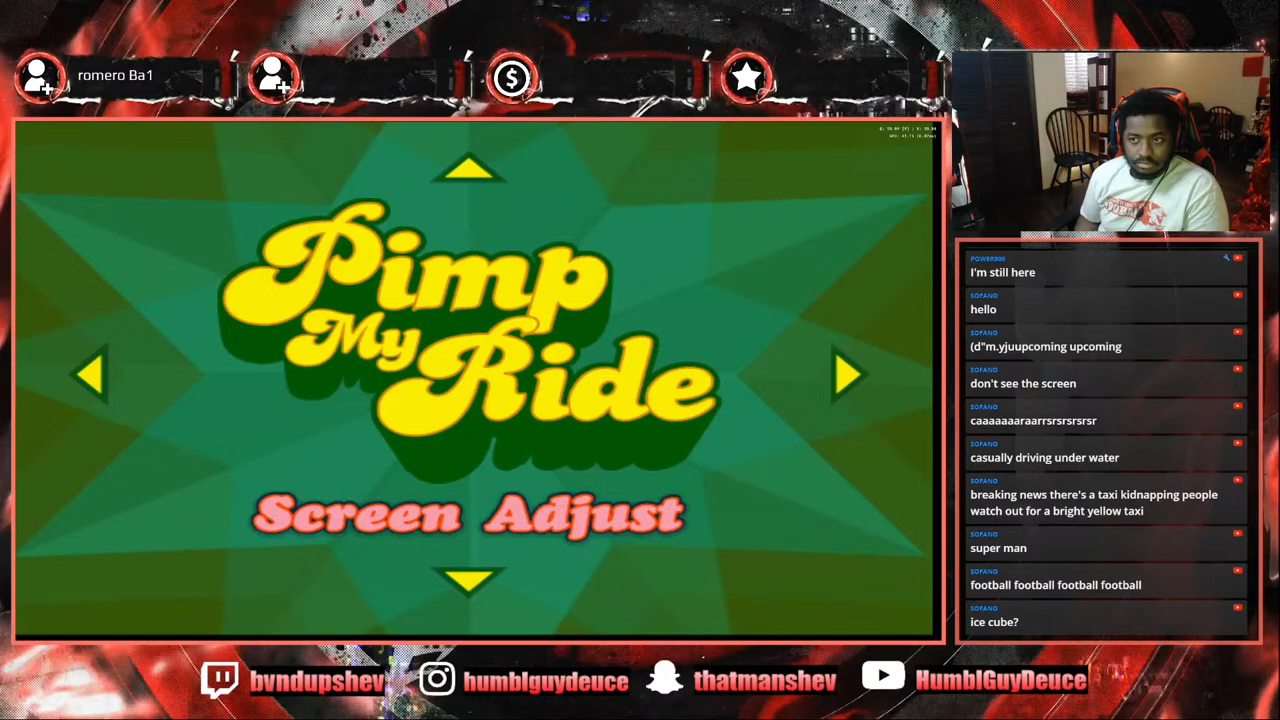 romero Ba1
Pimp
My Ride
Screen Adjust
POWER900
I'm still here
SOFANO
hello
SOFANO
(d"m.yjuupcoming upcoming
SOFANO
don't see the screen
SOFANO
caaaaaaraarrsrsrsrsrsr
SOFANO
casually driving under water
SOFANO
breaking news there's a taxi kidnapping people
watch out for a bright yellow taxi
SOFANO
super man
SOFANO
football football football football
SOFANO
ice cube?
bvndupshev
humblguydeuce
thatmanshev
HumblGuyDeuce